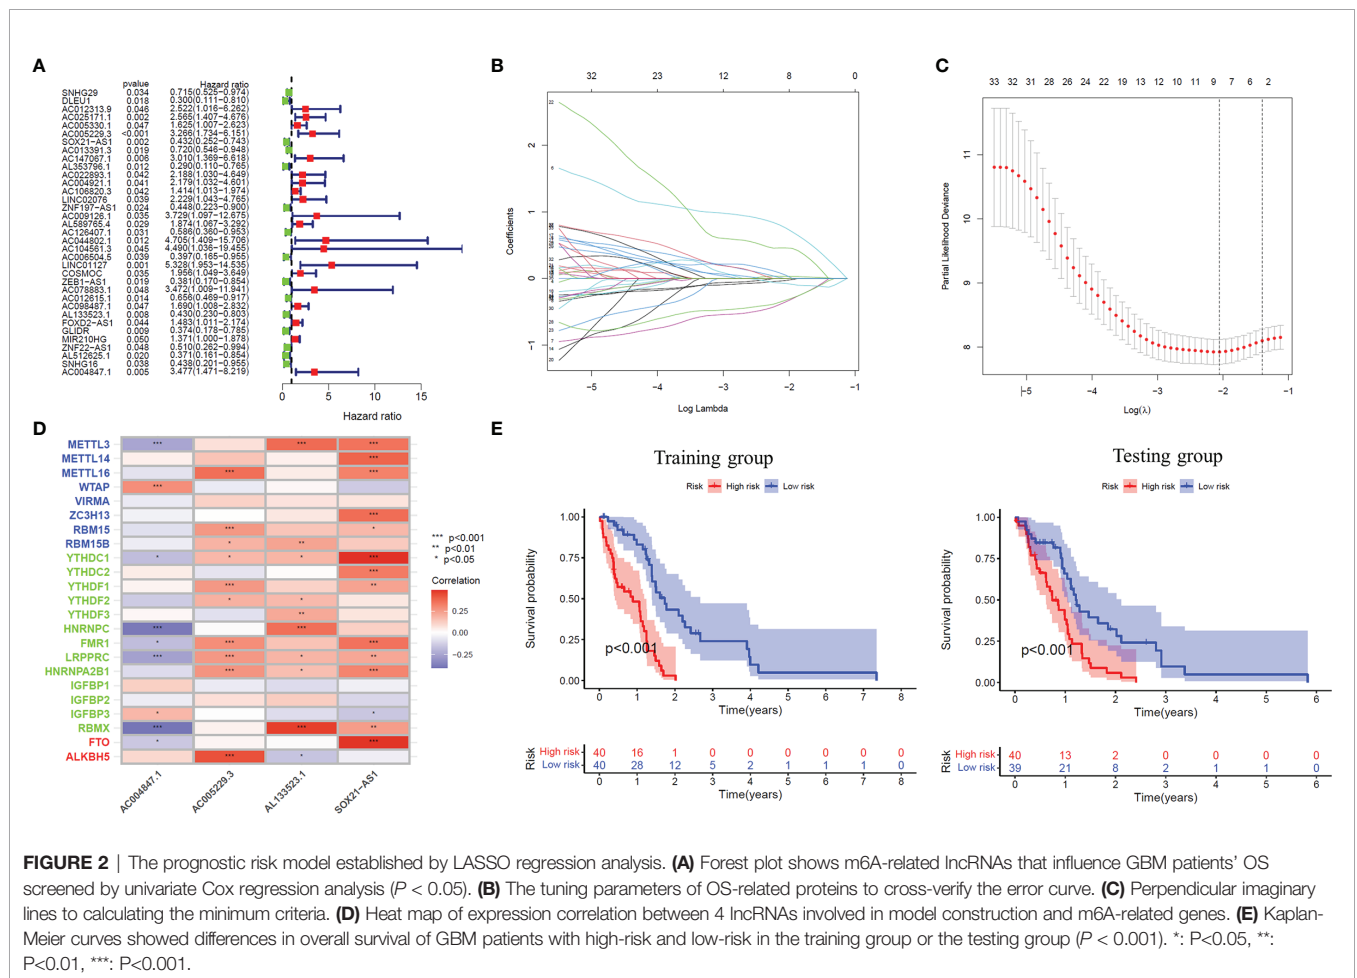 A
pvalue Hazard ratio
SNHG29 0.034 0.715(0.525−0.974)
DLEU1 0.018 0.300(0.111−0.810)
AC012313.9 0.046 2.522(1.016−6.262)
AC025171.1 0.002 2.565(1.407−4.676)
AC005330.1 0.047 1.625(1.007−2.623)
AC005229.3 <0.001 3.266(1.734−6.151)
SOX21−AS1 0.002 0.432(0.252−0.743)
AC013391.3 0.019 0.720(0.546−0.948)
AC147067.1 0.006 3.010(1.369−6.618)
AL353796.1 0.012 0.290(0.110−0.765)
AC022893.1 0.042 2.188(1.030−4.649)
AC004921.1 0.041 2.179(1.032−4.601)
AC106820.3 0.042 1.414(1.013−1.974)
LINC02076 0.039 2.229(1.043−4.765)
ZNF197−AS1 0.024 0.448(0.223−0.900)
AC009126.1 0.035 3.729(1.097−12.675)
AL589765.4 0.029 1.874(1.067−3.292)
AC126407.1 0.031 0.586(0.360−0.953)
AC044802.1 0.012 4.705(1.409−15.706)
AC104561.3 0.045 4.490(1.036−19.455)
AC006504.5 0.039 0.397(0.165−0.955)
LINC01127 0.001 5.328(1.953−14.535)
COSMOC 0.035 1.956(1.049−3.649)
ZEB1−AS1 0.019 0.381(0.170−0.854)
AC078883.1 0.048 3.472(1.009−11.941)
AC012615.1 0.014 0.656(0.469−0.917)
AC098487.1 0.047 1.690(1.008−2.832)
AL133523.1 0.008 0.430(0.230−0.803)
FOXD2−AS1 0.044 1.483(1.011−2.174)
GLIDR 0.009 0.374(0.178−0.785)
MIR210HG 0.050 1.371(1.000−1.878)
ZNF22−AS1 0.048 0.510(0.262−0.994)
AL512625.1 0.020 0.371(0.161−0.854)
SNHG16 0.038 0.438(0.201−0.955)
AC004847.1 0.005 3.477(1.471−8.219)
0 5 10 15
Hazard ratio
B
32 23 12 8 0
2
1
0
−1
Coefficients
−5 −4 −3 −2 −1
Log Lambda
C
33 32 31 28 26 24 22 19 13 12 10 11 9 7 6 2
11
10
9
8
Partial Likelihood Deviance
−5 −4 −3 −2 −1
Log(λ)
D
METTL3 *** *** ***
METTL14 ***
METTL16 *** ***
WTAP ***
VIRMA
ZC3H13 ***
RBM15 *** *
RBM15B * **
YTHDC1 * * * ***
YTHDC2 ***
YTHDF1 *** **
YTHDF2 * *
YTHDF3 **
HNRNPC *** ***
FMR1 * *** ***
LRPPRC *** *** * **
HNRNPA2B1 *** * ***
IGFBP1
IGFBP2
IGFBP3 * *
RBMX *** *** **
FTO * ***
ALKBH5 *** *
AC004847.1 AC005229.3 AL133523.1 SOX21−AS1
*** p<0.001
** p<0.01
* p<0.05
Correlation
0.25
0.00
−0.25
E
Training group
Risk High risk Low risk
1.00
0.75
0.50
0.25
0.00
Survival probability
p<0.001
0 1 2 3 4 5 6 7 8
Time(years)
Risk
High risk 40 16 1 0 0 0 0 0 0
Low risk 40 28 12 5 2 1 1 1 0
0 1 2 3 4 5 6 7 8
Time(years)
Testing group
Risk High risk Low risk
1.00
0.75
0.50
0.25
0.00
Survival probability
p<0.001
0 1 2 3 4 5 6
Time(years)
Risk
High risk 40 13 2 0 0 0 0
Low risk 39 21 8 2 1 1 0
0 1 2 3 4 5 6
Time(years)
FIGURE 2 | The prognostic risk model established by LASSO regression analysis. (A) Forest plot shows m6A-related lncRNAs that influence GBM patients’ OS
screened by univariate Cox regression analysis (P < 0.05). (B) The tuning parameters of OS-related proteins to cross-verify the error curve. (C) Perpendicular imaginary
lines to calculating the minimum criteria. (D) Heat map of expression correlation between 4 lncRNAs involved in model construction and m6A-related genes. (E) Kaplan-
Meier curves showed differences in overall survival of GBM patients with high-risk and low-risk in the training group or the testing group (P < 0.001). *: P<0.05, **:
P<0.01, ***: P<0.001.